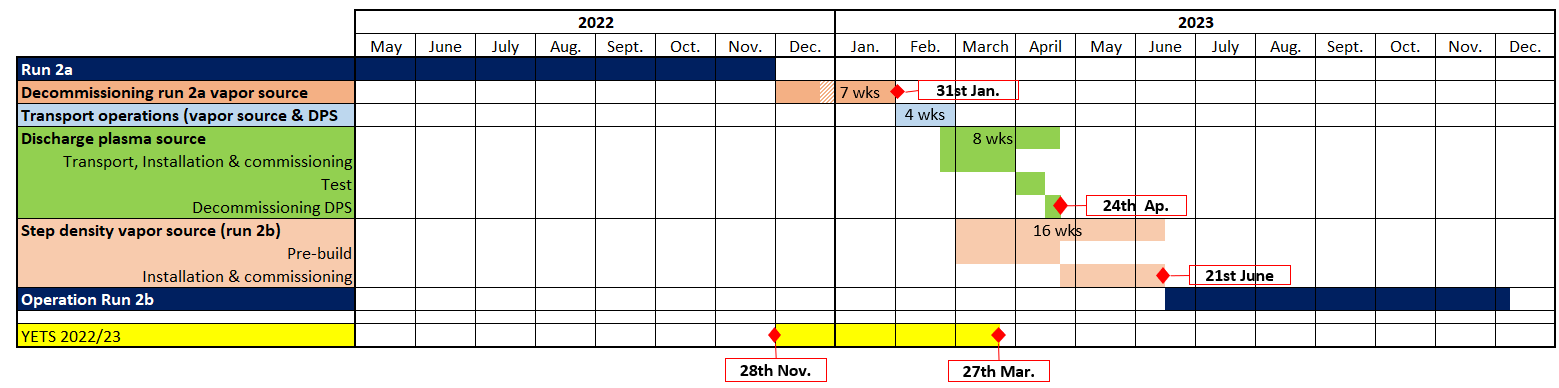 2022 2023
May June July Aug. Sept. Oct. Nov. Dec. Jan. Feb. March April May June July Aug. Sept. Oct. Nov. Dec.
Run 2a
Decommissioning run 2a vapor source 7 wks 31st Jan.
Transport operations (vapor source & DPS 4 wks
Discharge plasma source 8 wks
Transport, Installation & commissioning
Test
Decommissioning DPS 24th Ap.
Step density vapor source (run 2b) 16 wks
Pre-build
Installation & commissioning 21st June
Operation Run 2b
YETS 2022/23
28th Nov. 27th Mar.